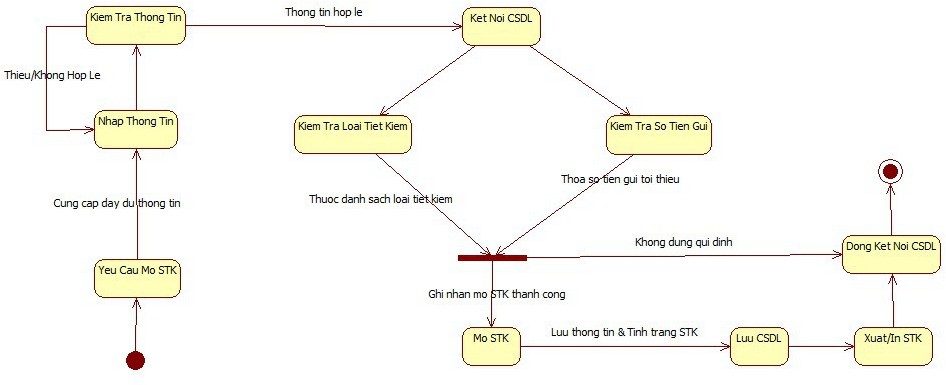 Kiem Tra Thong Tin
Thong tin hop le
Ket Noi CSDL
Thieu/Khong Hop Le
Nhap Thong Tin
Kiem Tra Loai Tiet Kiem
Kiem Tra So Tien Gui
Thuoc danh sach loai tiet kiem
Thoa so tien gui toi thieu
Cung cap day du thong tin
Khong dung qui dinh
Dong Ket Noi CSDL
Yeu Cau Mo STK
Ghi nhan mo STK thanh cong
Mo STK
Luu thong tin & Tinh trang STK
Luu CSDL
Xuat/In STK